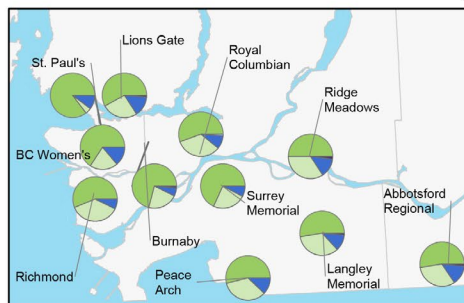 Lions Gate
St. Paul's
Royal
Columbian
Ridge
Meadows
BC Women's
Abbotsford
Regional
Surrey
Memorial
Burnaby
Richmond
Peace
Arch
Langley
Memorial